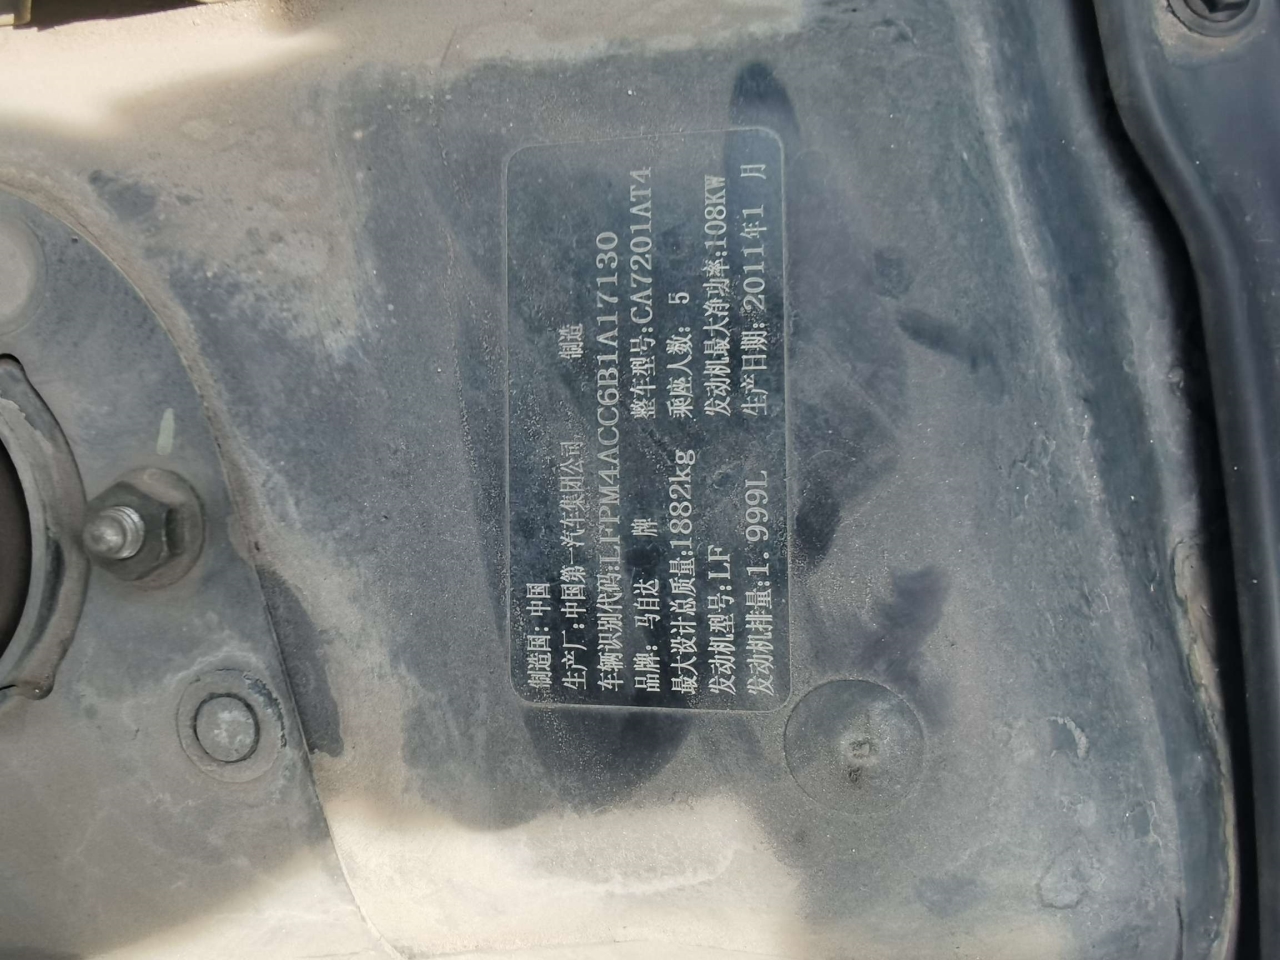 制造国：中国
生产厂：中国第一汽车集团公司 制造
车辆识别代码:LFPM4ACC6B1A17130
品牌： 马自达 牌 整车型号:CA7201AT4
最大设计总质量:1882kg 乘座人数： 5
发动机型号:LF 发动机最大净功率:108KW
发动机排量:1.999L 生产日期:2011年1 月